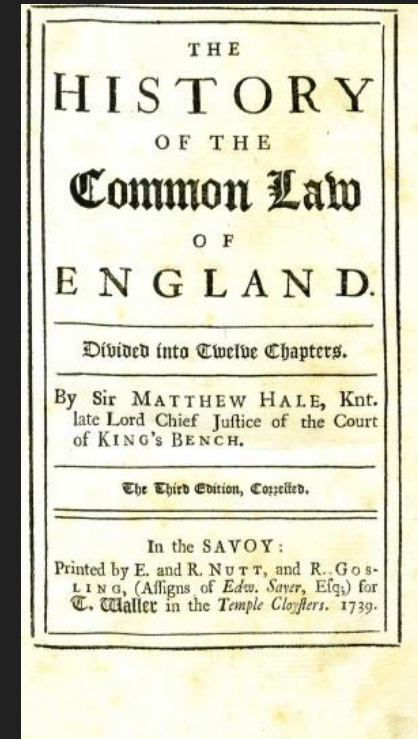 THE
HISTORY
OF THE
Common Law
OF
ENGLAND.
Divided into Twelve Chapters.
By Sir MATTHEW HALE, Knt.
late Lord Chief Juſtice of the Court
of KING's BENCH.
The Third Edition, Corrected.
In the SAVOY:
Printed by E. and R. NUTT, and R. GOS-
LING, (Aſſigns of Edw. Sayer, Eſq;) for
T. Waller in the Temple Cloyſters. 1739.